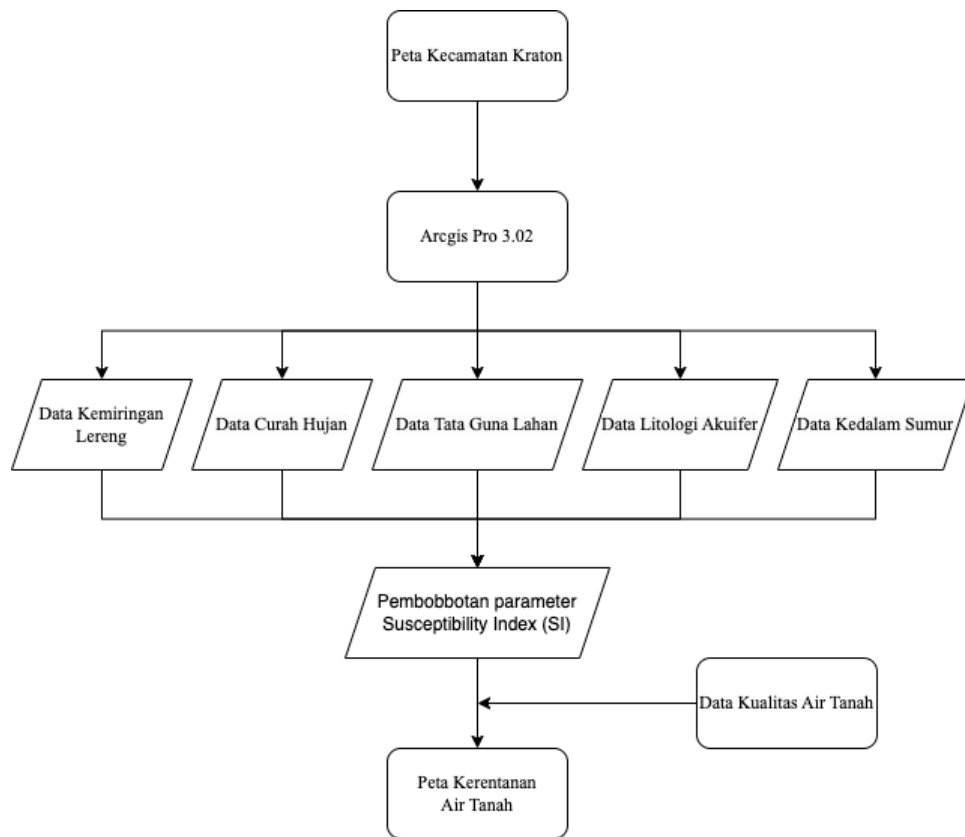 Peta Kecamatan Kraton
Arcgis Pro 3.02
Data Kemiringan
Lereng
Data Curah Hujan
Data Tata Guna Lahan
Data Litologi Akuifer
Data Kedalam Sumur
Pembobbotan parameter
Susceptibility Index (SI)
Data Kualitas Air Tanah
Peta Kerentanan
Air Tanah